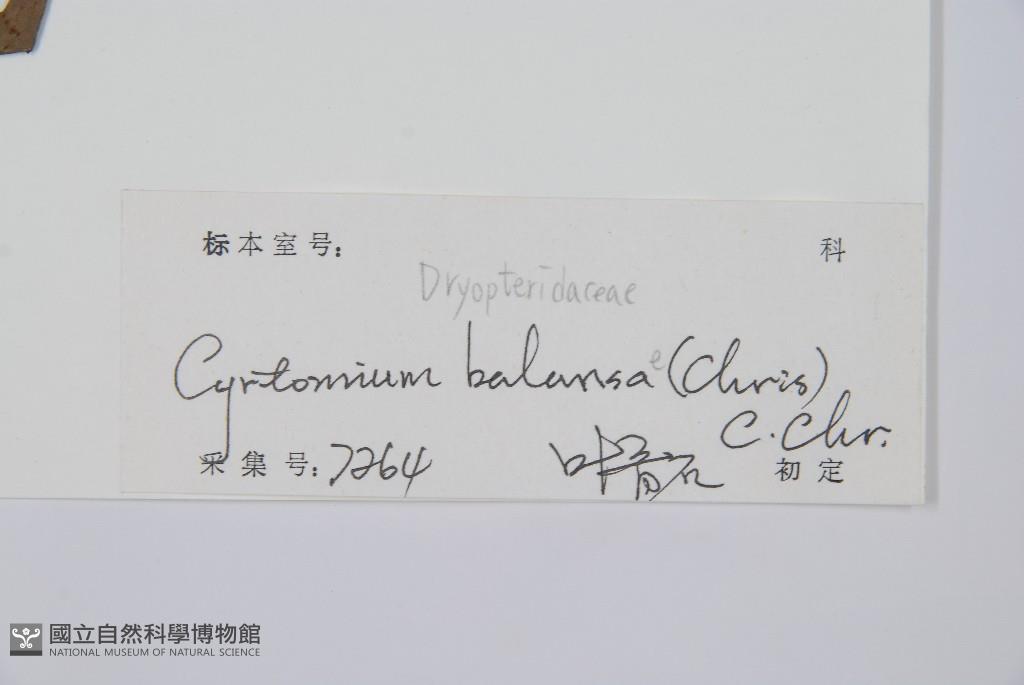 标本室号: 科
Dryopteridaceae
Cyrtomium balansae (Chris)
C. Chr.
采集号: 7264 初定
國立自然科學博物館
NATIONAL MUSEUM OF NATURAL SCIENCE